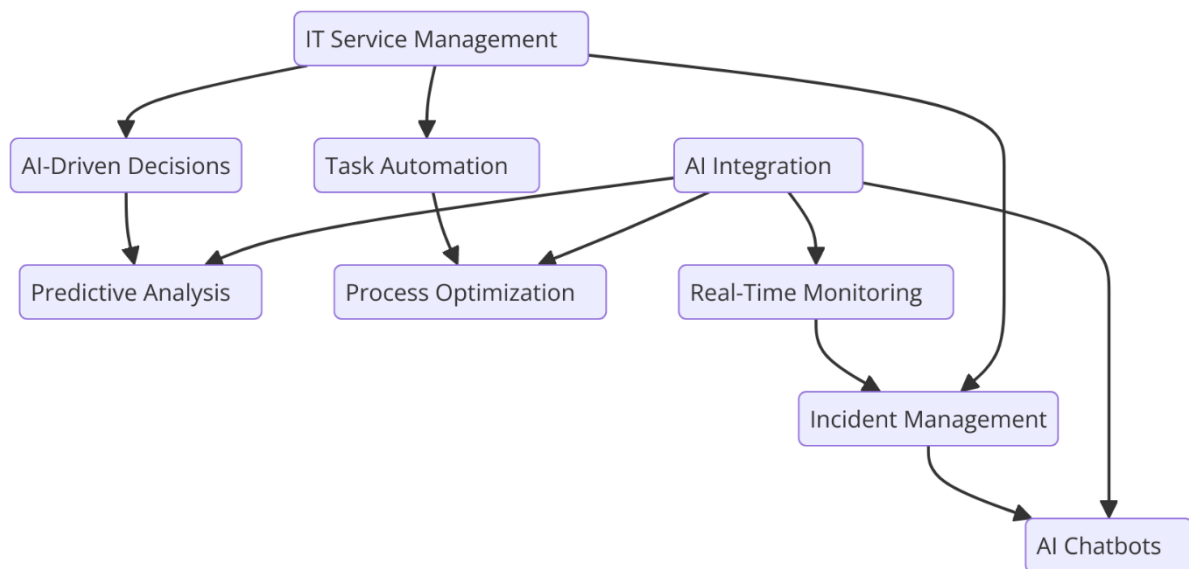 IT Service Management
AI-Driven Decisions
Task Automation
AI Integration
Predictive Analysis
Process Optimization
Real-Time Monitoring
Incident Management
AI Chatbots